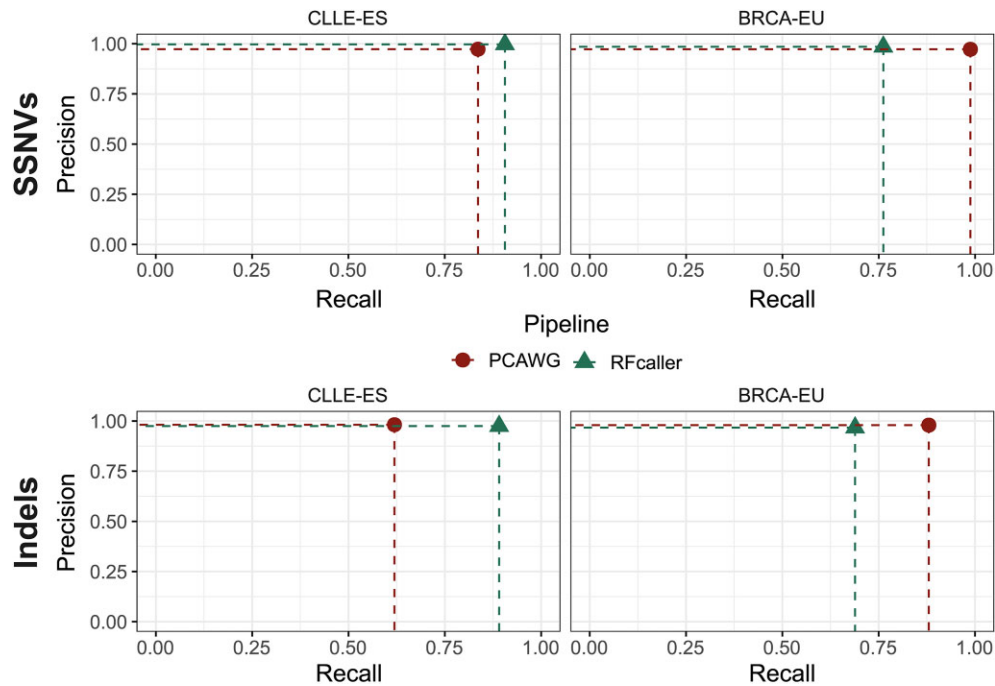 CLLE-ES BRCA-EU
SSNVs
Precision
1.00
0.75
0.50
0.25
0.00
0.00 0.25 0.50 0.75 1.00 0.00 0.25 0.50 0.75 1.00
Recall Recall
Pipeline
PCAWG RFcaller
CLLE-ES BRCA-EU
Indels
Precision
1.00
0.75
0.50
0.25
0.00
0.00 0.25 0.50 0.75 1.00 0.00 0.25 0.50 0.75 1.00
Recall Recall